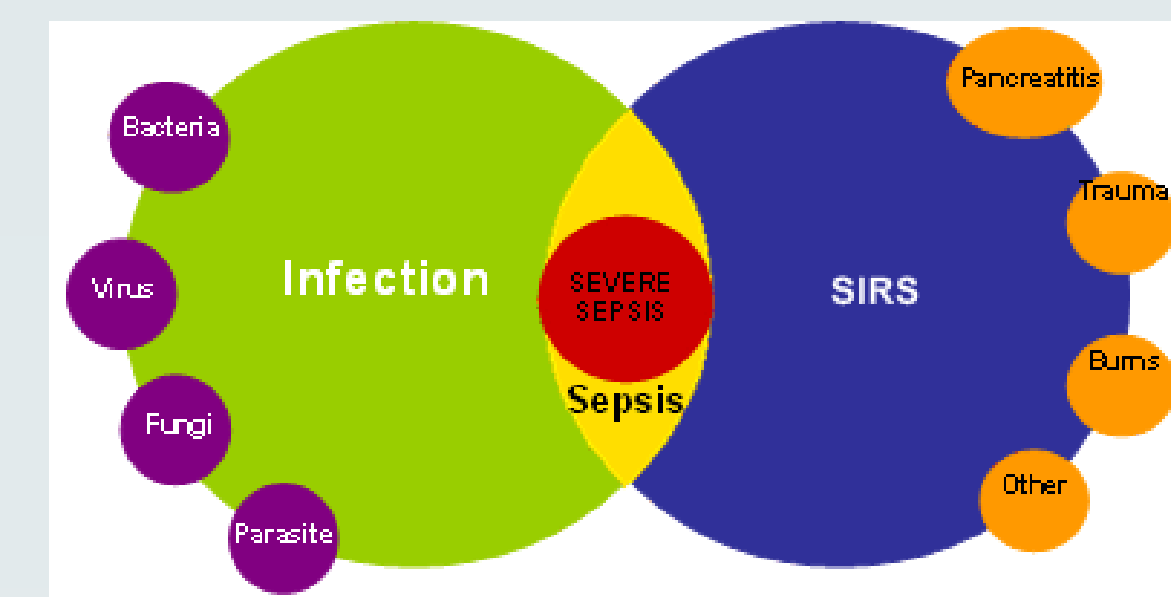 Bacteria
Virus
Fungi
Parasite
Infection
SEVERE
SEPSIS
Sepsis
SIRS
Pancreatitis
Trauma
Burns
Other